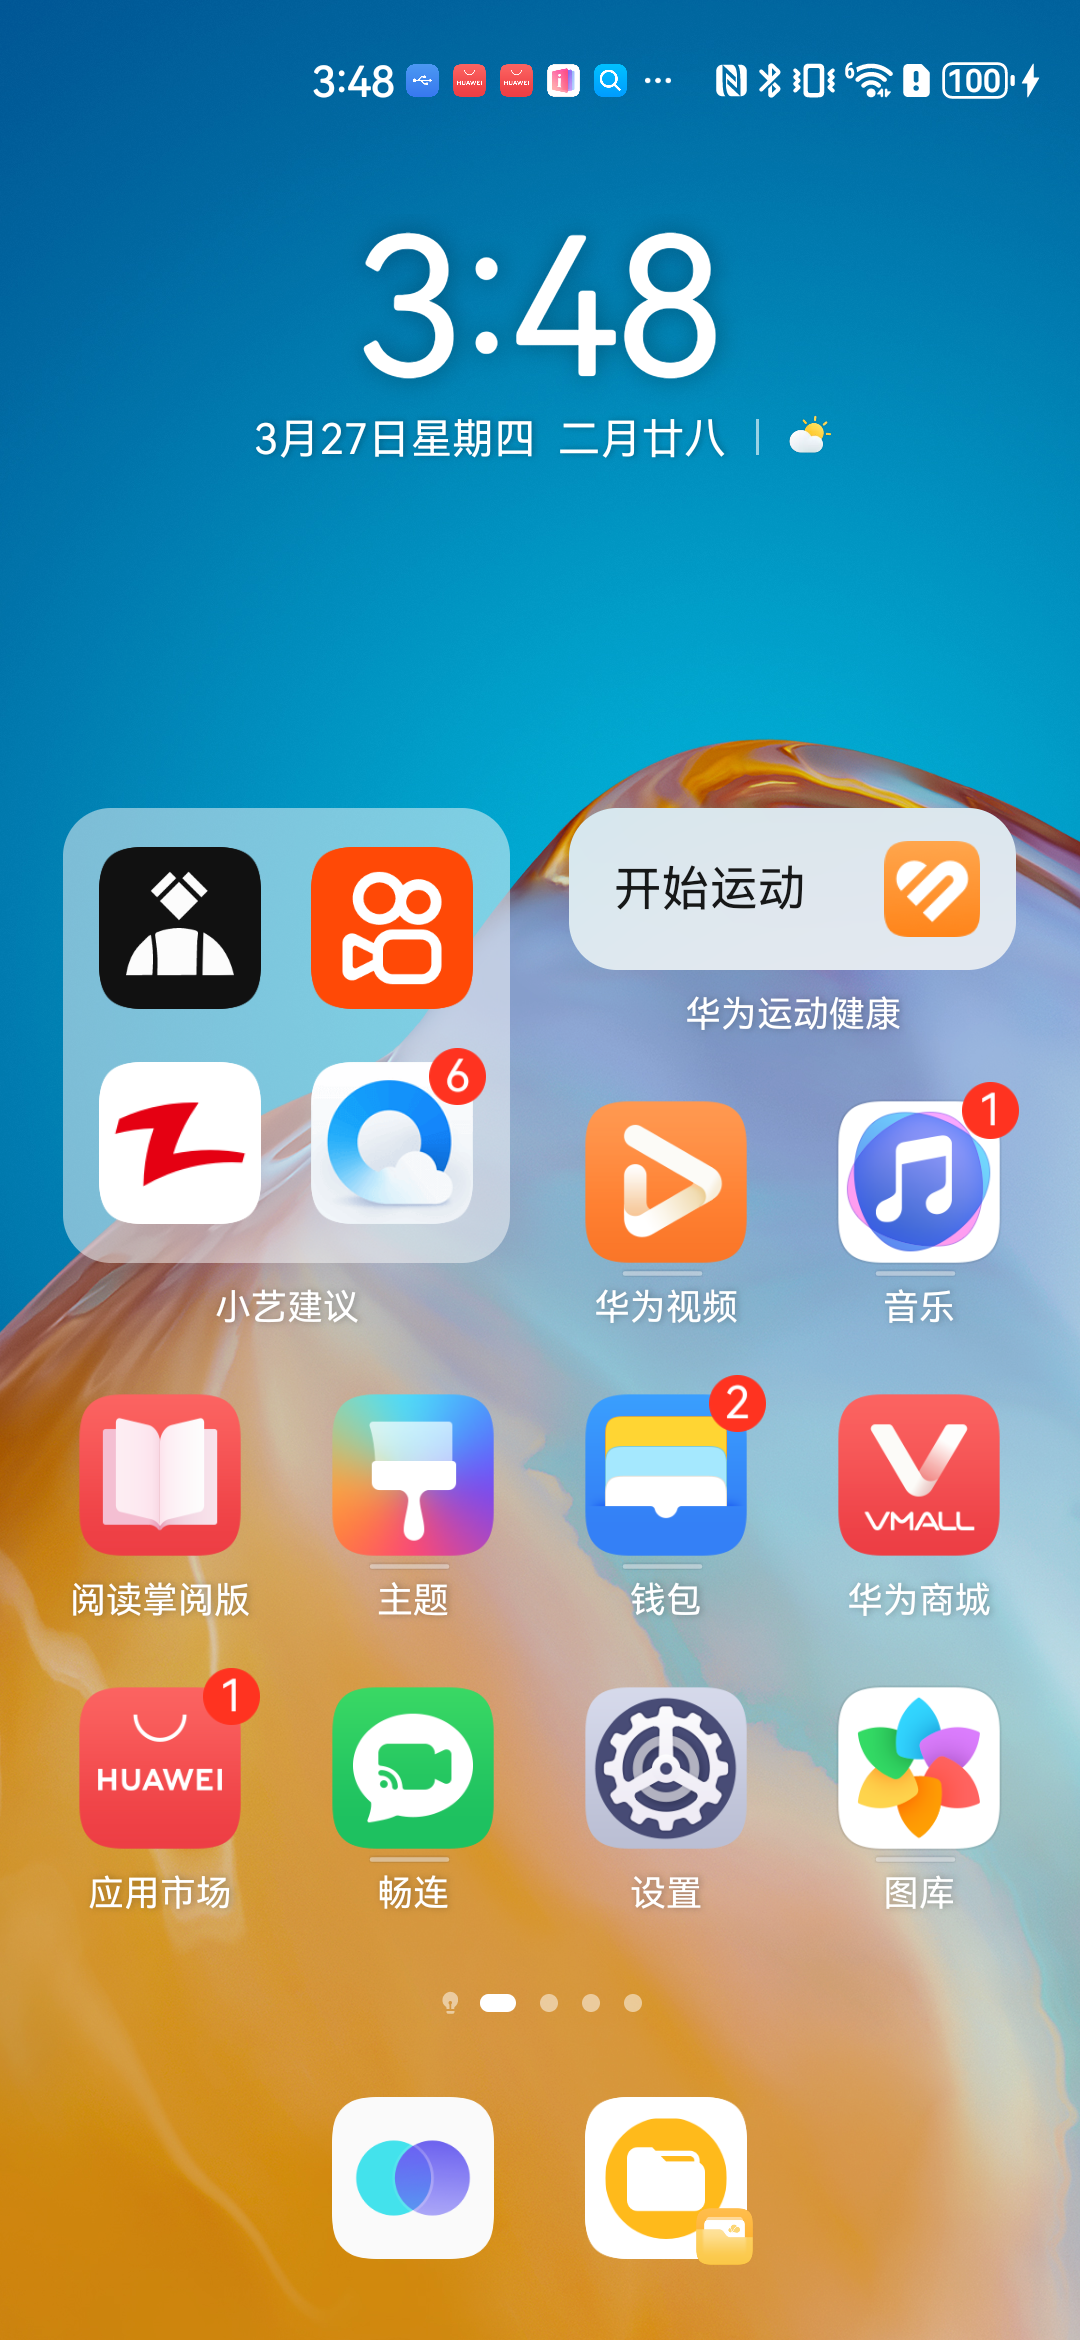 3:48 HUAWEI HUAWEI ··· 6 100
3:48
3月27日星期四 二月廿八
开始运动
华为运动健康
6
1
小艺建议
华为视频
音乐
2
VMALL
阅读掌阅版
主题
钱包
华为商城
1
HUAWEI
应用市场
畅连
设置
图库